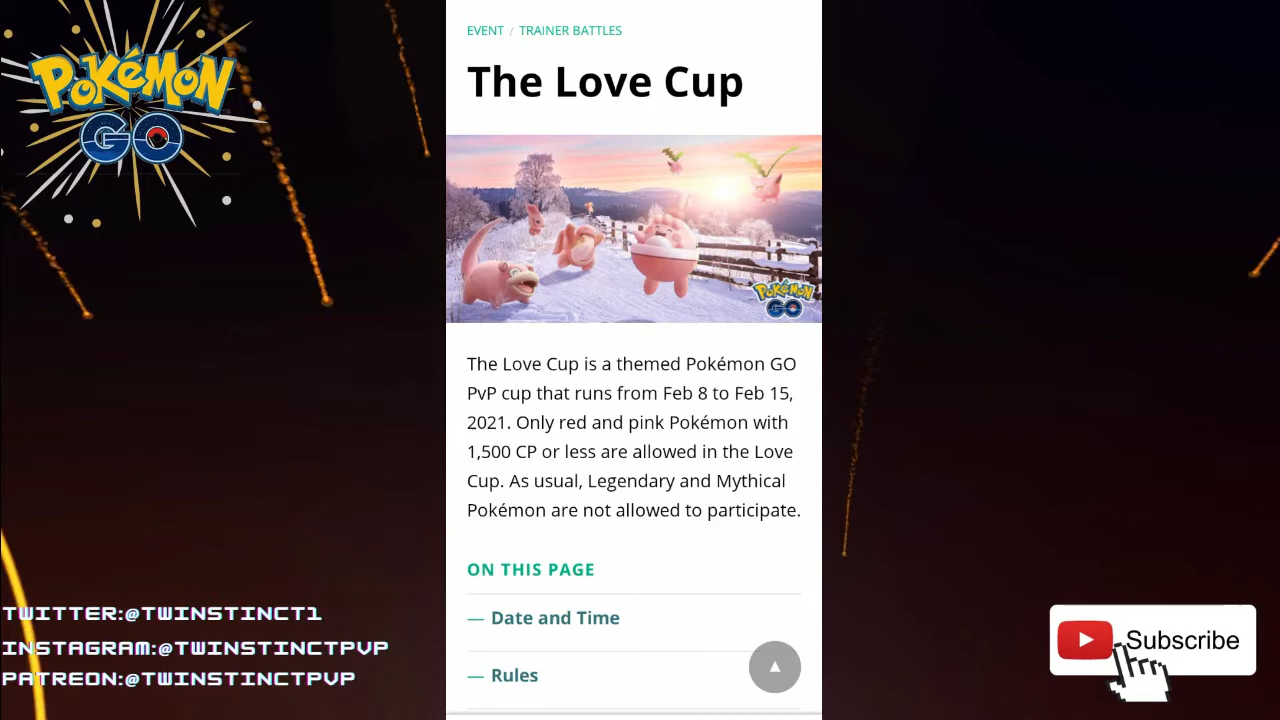 POKéMON
GO
EVENT / TRAINER BATTLES
The Love Cup
POKéMON
GO
The Love Cup is a themed Pokémon GO
PvP cup that runs from Feb 8 to Feb 15,
2021. Only red and pink Pokémon with
1,500 CP or less are allowed in the Love
Cup. As usual, Legendary and Mythical
Pokémon are not allowed to participate.
ON THIS PAGE
— Date and Time
— Rules
TWITTER:@TWINSTINCT1
INSTAGRAM:@TWINSTINCTPVP
PATREON:@TWINSTINCTPVP
Subscribe